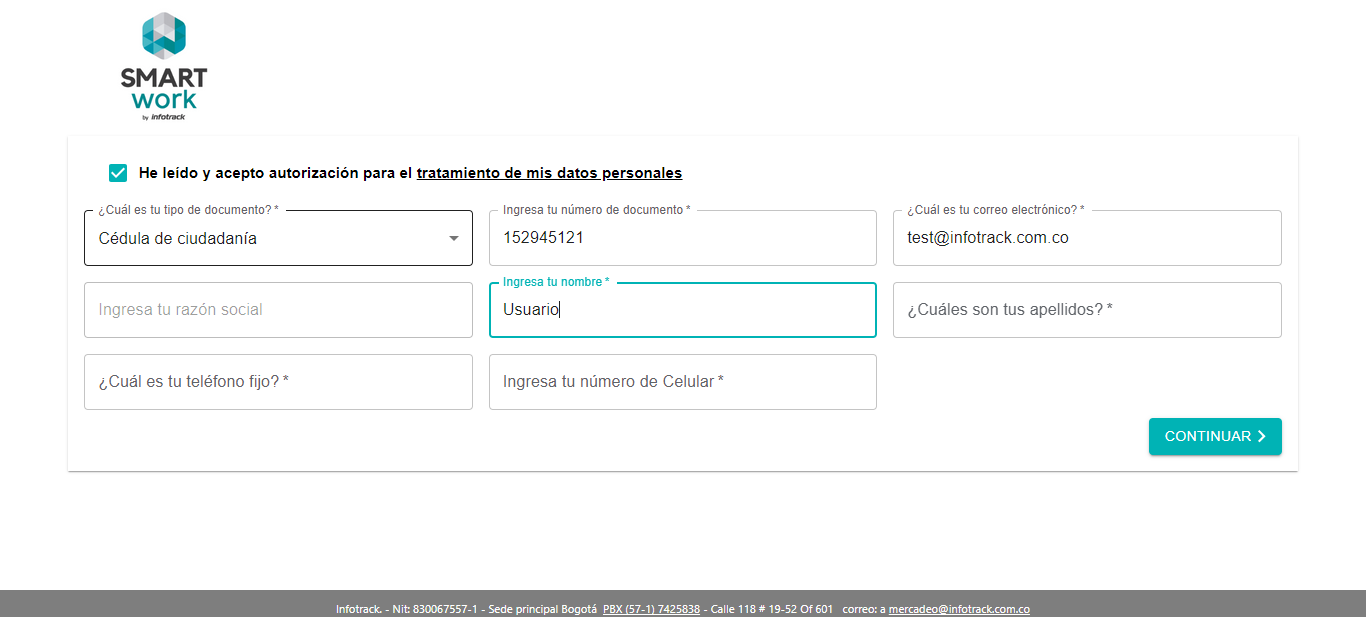 SMART
work
by infotrack
He leído y acepto autorización para el tratamiento de mis datos personales
¿Cuál es tu tipo de documento? *
Cédula de ciudadanía
Ingresa tu número de documento *
152945121
¿Cuál es tu correo electrónico? *
test@infotrack.com.co
Ingresa tu razón social
Ingresa tu nombre *
Usuario
¿Cuáles son tus apellidos? *
¿Cuál es tu teléfono fijo? *
Ingresa tu número de Celular *
CONTINUAR
Infotrack. - Nit: 830067557-1 - Sede principal Bogotá PBX (57-1) 7425838 - Calle 118 # 19-52 Of 601 correo: a mercadeo@infotrack.com.co